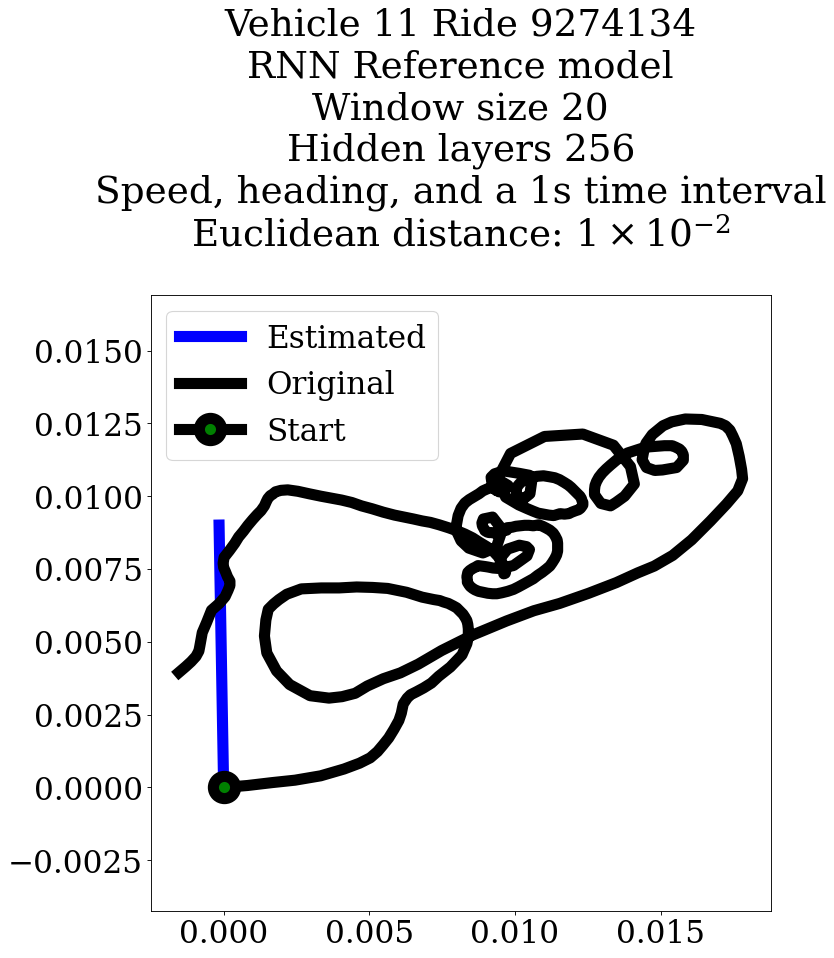 Vehicle 11 Ride 9274134
RNN Reference model
Window size 20
Hidden layers 256
Speed, heading, and a 1s time interval
Euclidean distance: 1 × 10⁻²
Estimated
Original
Start
0.0150
0.0125
0.0100
0.0075
0.0050
0.0025
0.0000
−0.0025
0.000 0.005 0.010 0.015